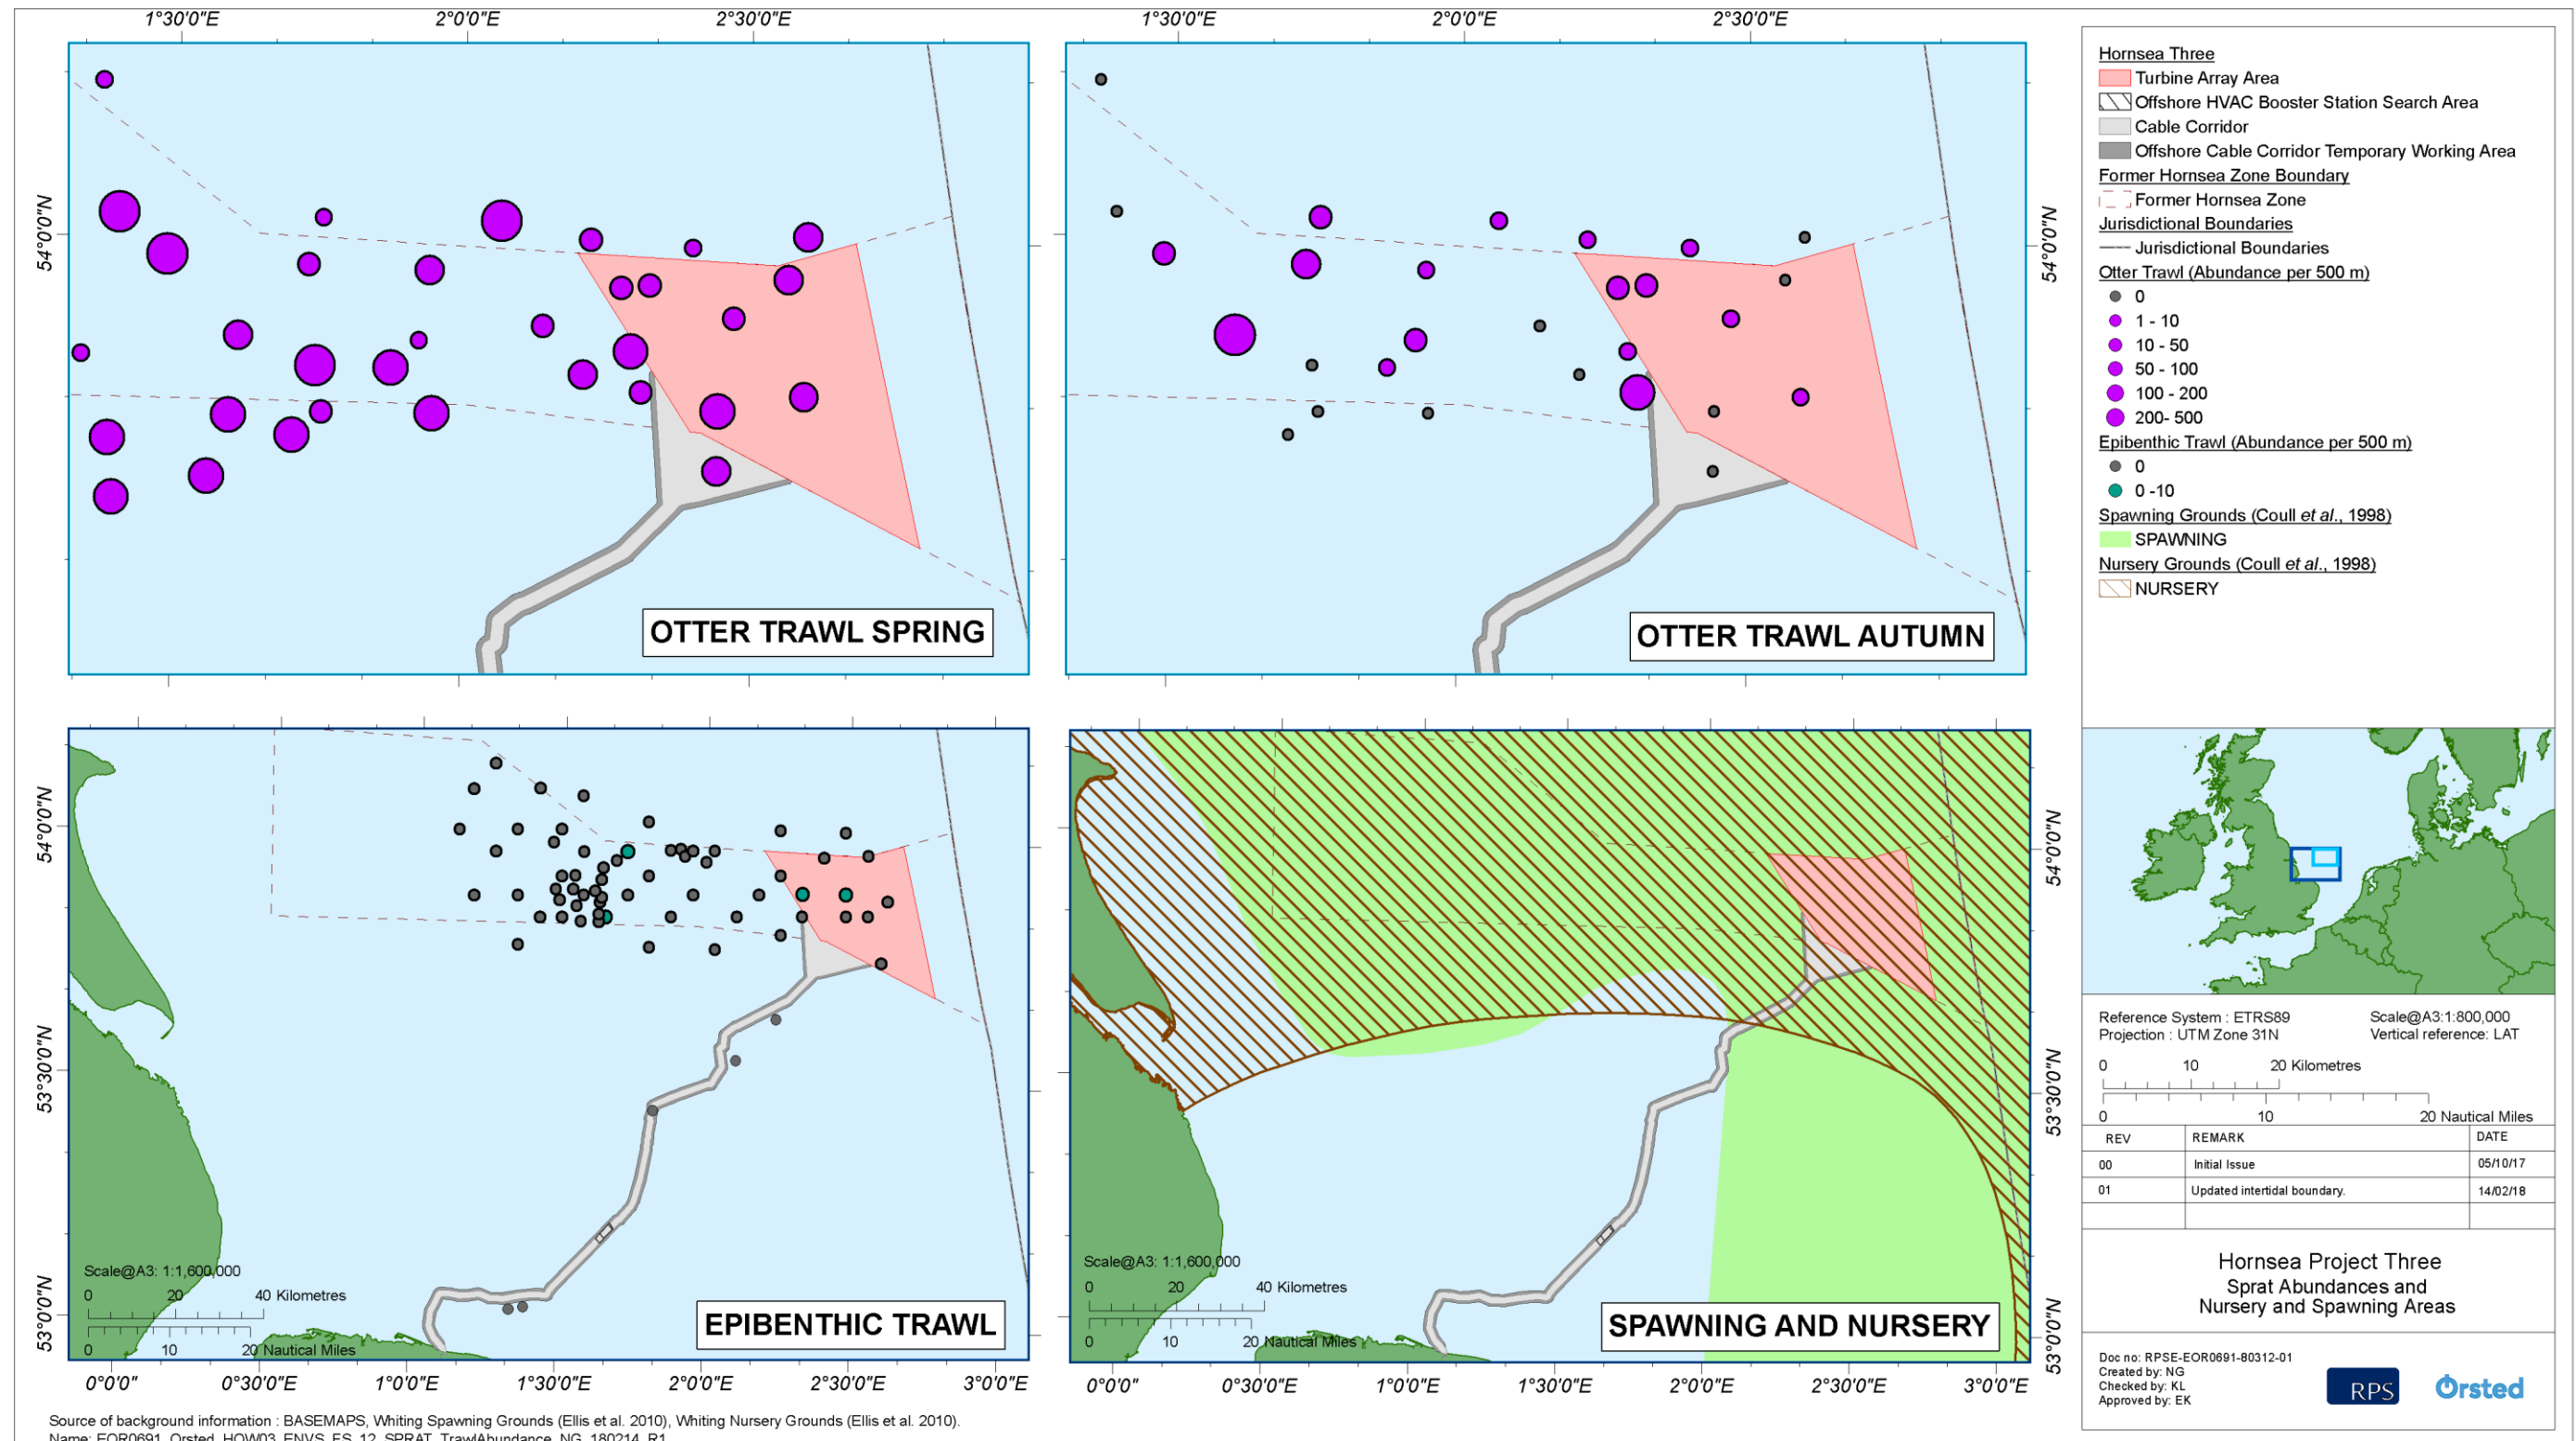 1°30'0"E 2°0'0"E 2°30'0"E
1°30'0"E 2°0'0"E 2°30'0"E
54°0'0"N
54°0'0"N
OTTER TRAWL SPRING
OTTER TRAWL AUTUMN
Hornsea Three
Turbine Array Area
Offshore HVAC Booster Station Search Area
Cable Corridor
Offshore Cable Corridor Temporary Working Area
Former Hornsea Zone Boundary
Former Hornsea Zone
Jurisdictional Boundaries
Jurisdictional Boundaries
Otter Trawl (Abundance per 500 m)
0
1 - 10
10 - 50
50 - 100
100 - 200
200- 500
Epibenthic Trawl (Abundance per 500 m)
0
0 -10
Spawning Grounds (Coull et al., 1998)
SPAWNING
Nursery Grounds (Coull et al., 1998)
NURSERY
54°0'0"N
53°30'0"N
53°0'0"N
Scale@A3: 1:1,600,000
0 20 40 Kilometres
0 10 20 Nautical Miles
EPIBENTHIC TRAWL
0°0'0" 0°30'0"E 1°0'0"E 1°30'0"E 2°0'0"E 2°30'0"E 3°0'0"E
Scale@A3: 1:1,600,000
0 20 40 Kilometres
0 10 20 Nautical Miles
SPAWNING AND NURSERY
54°0'0"N
53°30'0"N
53°0'0"N
0°0'0" 0°30'0"E 1°0'0"E 1°30'0"E 2°0'0"E 2°30'0"E 3°0'0"E
Reference System : ETRS89 Scale@A3:1:800,000
Projection : UTM Zone 31N Vertical reference: LAT
0 10 20 Kilometres
0 10 20 Nautical Miles
REV REMARK DATE
00 Initial Issue 05/10/17
01 Updated intertidal boundary. 14/02/18
Hornsea Project Three
Sprat Abundances and
Nursery and Spawning Areas
Doc no: RPSE-EOR0691-80312-01
Created by: NG
Checked by: KL
Approved by: EK
RPS
Orsted
Source of background information : BASEMAPS, Whiting Spawning Grounds (Ellis et al. 2010), Whiting Nursery Grounds (Ellis et al. 2010).
Name: EOR0691_Orsted_HOW03_ENVS_ES_12_SPRAT_TrawlAbundance_NG_180214_R1